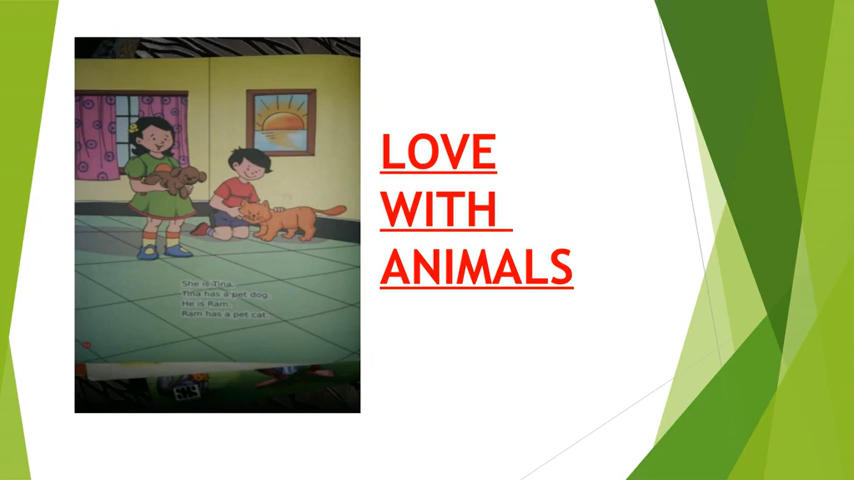 She is Tina.
Tina has a pet dog.
He is Ram.
Ram has a pet cat.
LOVE
WITH
ANIMALS